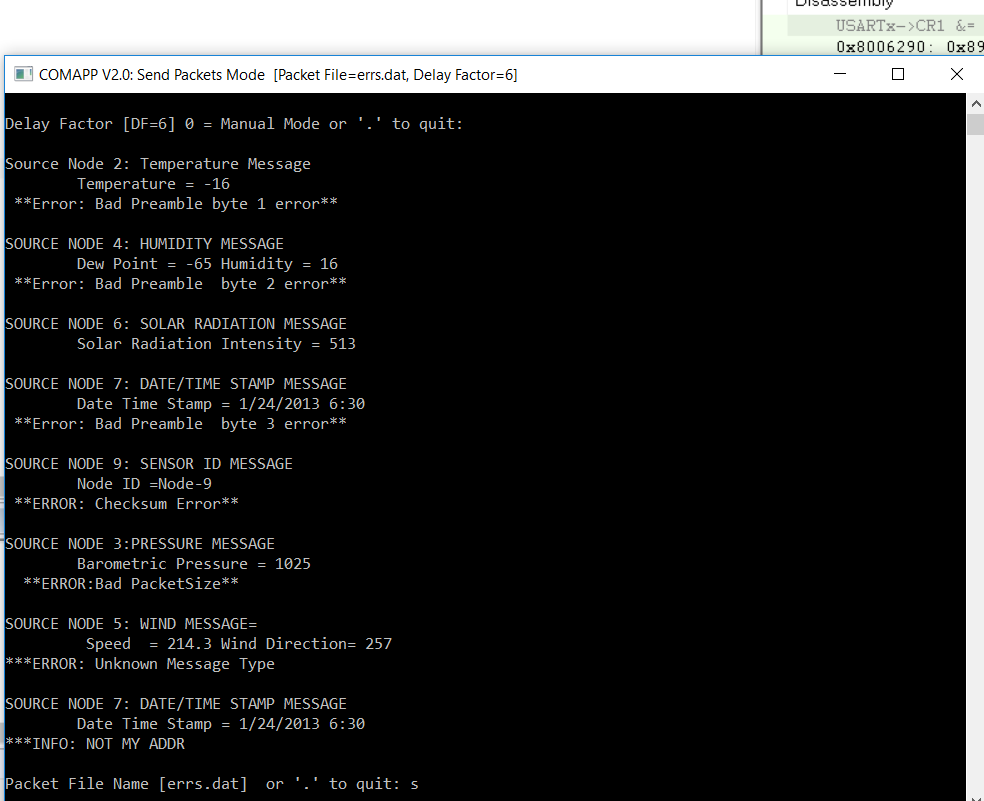 Disassembly
USARTx->CR1 &=
0x8006290: 0x89
COMAPP V2.0: Send Packets Mode  [Packet File=errs.dat, Delay Factor=6]
Delay Factor [DF=6] 0 = Manual Mode or '.' to quit:
Source Node 2: Temperature Message
Temperature = -16
**Error: Bad Preamble byte 1 error**
SOURCE NODE 4: HUMIDITY MESSAGE
Dew Point = -65 Humidity = 16
**Error: Bad Preamble  byte 2 error**
SOURCE NODE 6: SOLAR RADIATION MESSAGE
Solar Radiation Intensity = 513
SOURCE NODE 7: DATE/TIME STAMP MESSAGE
Date Time Stamp = 1/24/2013 6:30
**Error: Bad Preamble  byte 3 error**
SOURCE NODE 9: SENSOR ID MESSAGE
Node ID =Node-9
**ERROR: Checksum Error**
SOURCE NODE 3:PRESSURE MESSAGE
Barometric Pressure = 1025
**ERROR:Bad PacketSize**
SOURCE NODE 5: WIND MESSAGE=
Speed  = 214.3 Wind Direction= 257
***ERROR: Unknown Message Type
SOURCE NODE 7: DATE/TIME STAMP MESSAGE
Date Time Stamp = 1/24/2013 6:30
***INFO: NOT MY ADDR
Packet File Name [errs.dat]  or '.' to quit: s